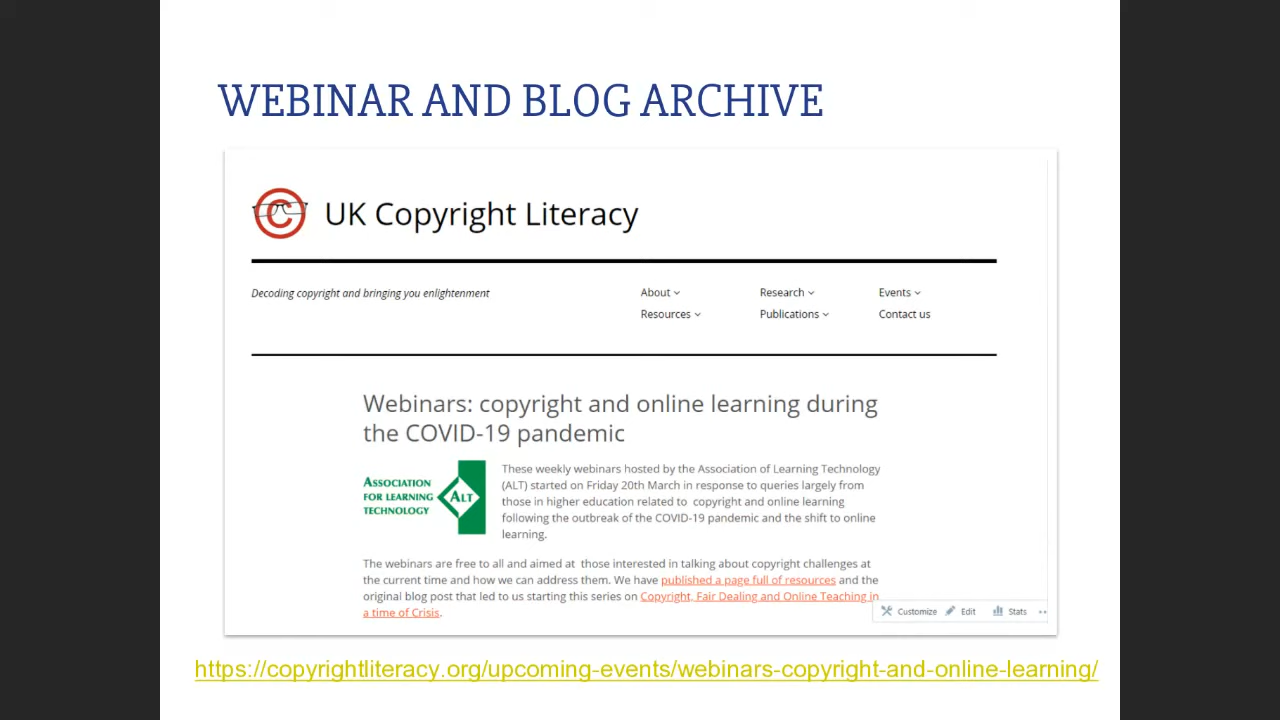 WEBINAR AND BLOG ARCHIVE
UK Copyright Literacy
Decoding copyright and bringing you enlightenment
About
Research
Events
Resources
Publications
Contact us
Webinars: copyright and online learning during
the COVID-19 pandemic
ASSOCIATION
FOR LEARNING
TECHNOLOGY
ALT
These weekly webinars hosted by the Association of Learning Technology
(ALT) started on Friday 20th March in response to queries largely from
those in higher education related to copyright and online learning
following the outbreak of the COVID-19 pandemic and the shift to online
learning.
The webinars are free to all and aimed at those interested in talking about copyright challenges at
the current time and how we can address them. We have published a page full of resources and the
original blog post that led to us starting this series on Copyright, Fair Dealing and Online Teaching in
a time of Crisis.
Customize Edit Stats
https://copyrightliteracy.org/upcoming-events/webinars-copyright-and-online-learning/